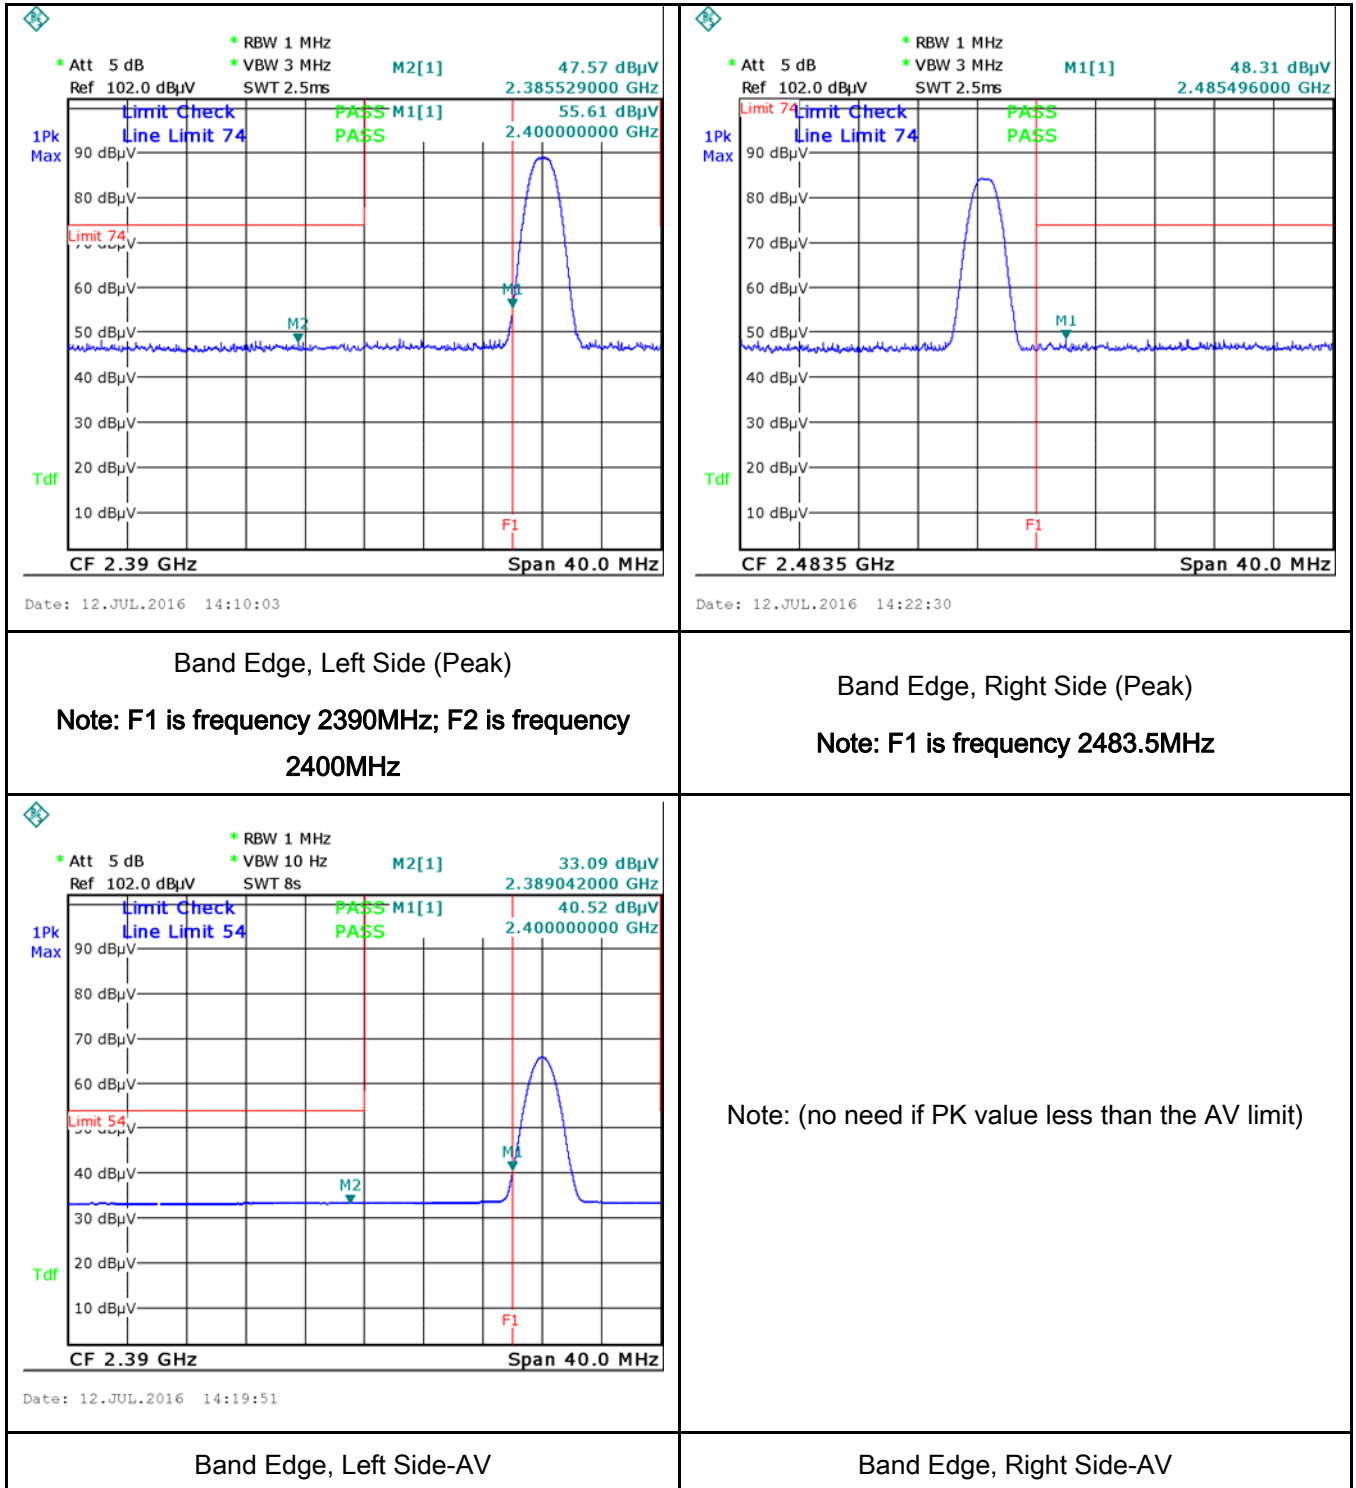 * RBW 1 MHz
* Att 5 dB * VBW 3 MHz M2[1] 47.57 dBµV
Ref 102.0 dBµV SWT 2.5ms 2.385529000 GHz
Limit Check PASS M1[1] 55.61 dBµV
1Pk Line Limit 74 PASS 2.400000000 GHz
Max 90 dBµV
80 dBµV
Limit 74
70 dBµV
60 dBµV
M1
M2
50 dBµV
40 dBµV
30 dBµV
20 dBµV
Tdf
10 dBµV
F1
CF 2.39 GHz Span 40.0 MHz
Date: 12.JUL.2016 14:10:03
* RBW 1 MHz
* Att 5 dB * VBW 3 MHz M1[1] 48.31 dBµV
Ref 102.0 dBµV SWT 2.5ms 2.485496000 GHz
Limit 74 Limit Check PASS
1Pk Line Limit 74 PASS
Max 90 dBµV
80 dBµV
70 dBµV
60 dBµV
M1
50 dBµV
40 dBµV
30 dBµV
20 dBµV
Tdf
10 dBµV
F1
CF 2.4835 GHz Span 40.0 MHz
Date: 12.JUL.2016 14:22:30
Band Edge, Left Side (Peak)
Note: F1 is frequency 2390MHz; F2 is frequency
2400MHz
Band Edge, Right Side (Peak)
Note: F1 is frequency 2483.5MHz
* RBW 1 MHz
* Att 5 dB * VBW 10 Hz M2[1] 33.09 dBµV
Ref 102.0 dBµV SWT 8s 2.389042000 GHz
Limit Check PASS M1[1] 40.52 dBµV
1Pk Line Limit 54 PASS 2.400000000 GHz
Max 90 dBµV
80 dBµV
70 dBµV
60 dBµV
Limit 54
50 dBµV
M1
40 dBµV
M2
30 dBµV
20 dBµV
Tdf
10 dBµV
F1
CF 2.39 GHz Span 40.0 MHz
Date: 12.JUL.2016 14:19:51
Note: (no need if PK value less than the AV limit)
Band Edge, Left Side-AV
Band Edge, Right Side-AV